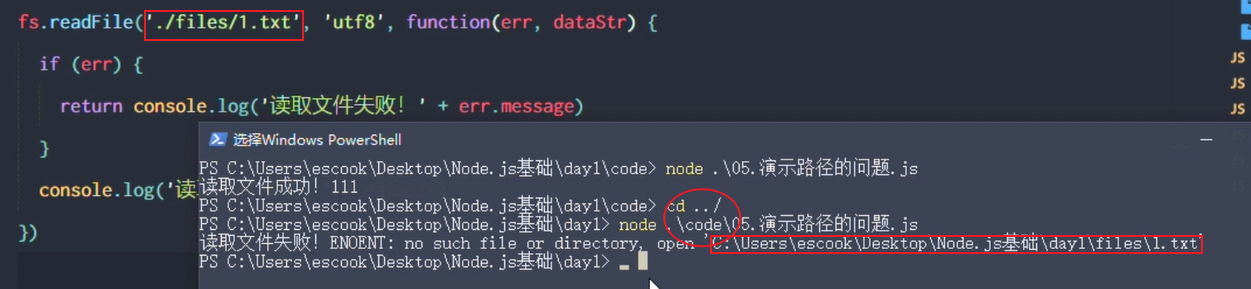 fs.readFile('./files/1.txt', 'utf8', function(err, dataStr) {
if (err) {
return console.log('读取文件失败！' + err.message)
}
console.log('读
})
JS
JS
JS
选择Windows PowerShell
PS C:\Users\escook\Desktop\Node.js基础\day1\code> node .\05.演示路径的问题.js
读取文件成功！111
PS C:\Users\escook\Desktop\Node.js基础\day1\code> cd ../
PS C:\Users\escook\Desktop\Node.js基础\day1> node .\code\05.演示路径的问题.js
读取文件失败！ENOENT: no such file or directory, open 'C:\Users\escook\Desktop\Node.js基础\day1\files\1.txt'
PS C:\Users\escook\Desktop\Node.js基础\day1> _